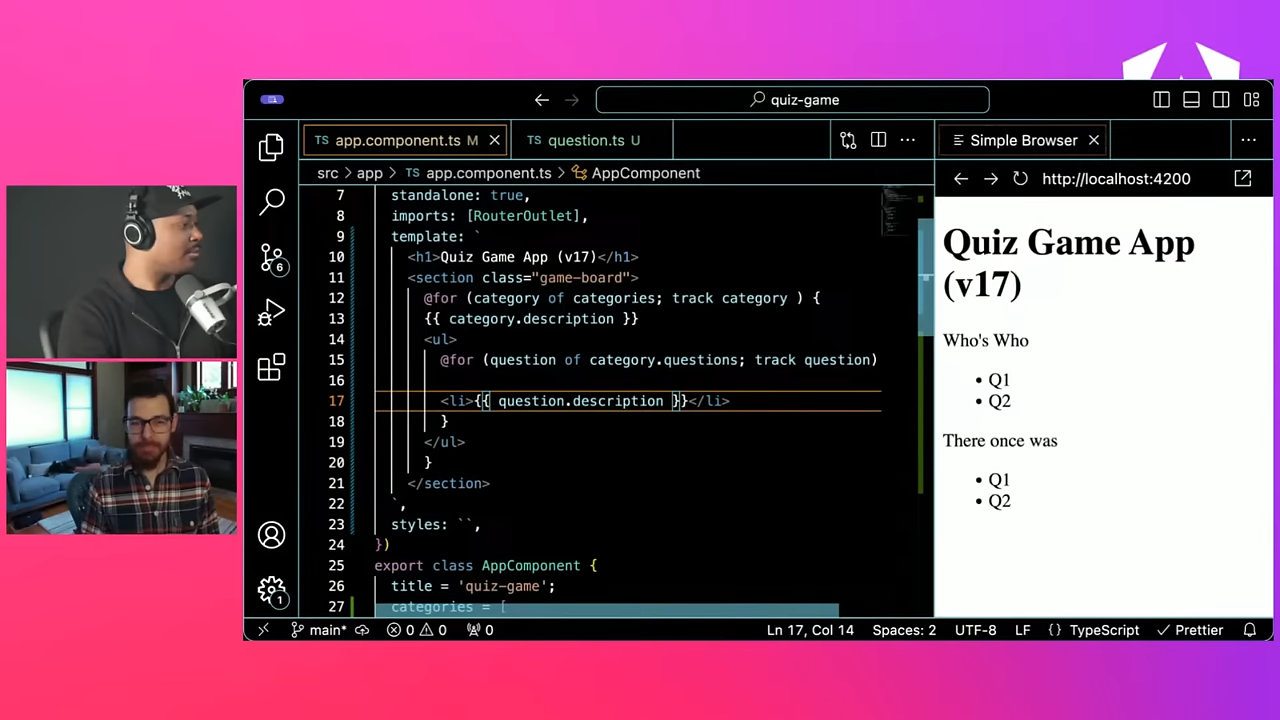 quiz-game
TS app.component.ts M
TS question.ts U
Simple Browser
src > app > TS app.component.ts > AppComponent
http://localhost:4200
7 standalone: true,
8 imports: [RouterOutlet],
9 template: `
10 <h1>Quiz Game App (v17)</h1>
11 <section class="game-board">
12 @for (category of categories; track category ) {
13 {{ category.description }}
14 <ul>
15 @for (question of category.questions; track question)
16
17 <li>{{ question.description }}</li>
18 }
19 </ul>
20 }
21 </section>
22 `,
23 styles: ``,
24 })
25 export class AppComponent {
26 title = 'quiz-game';
27 categories = [
Quiz Game App
(v17)
Who's Who
• Q1
• Q2
There once was
• Q1
• Q2
6
1
main* 0 0 0 Ln 17, Col 14 Spaces: 2 UTF-8 LF {} TypeScript Prettier